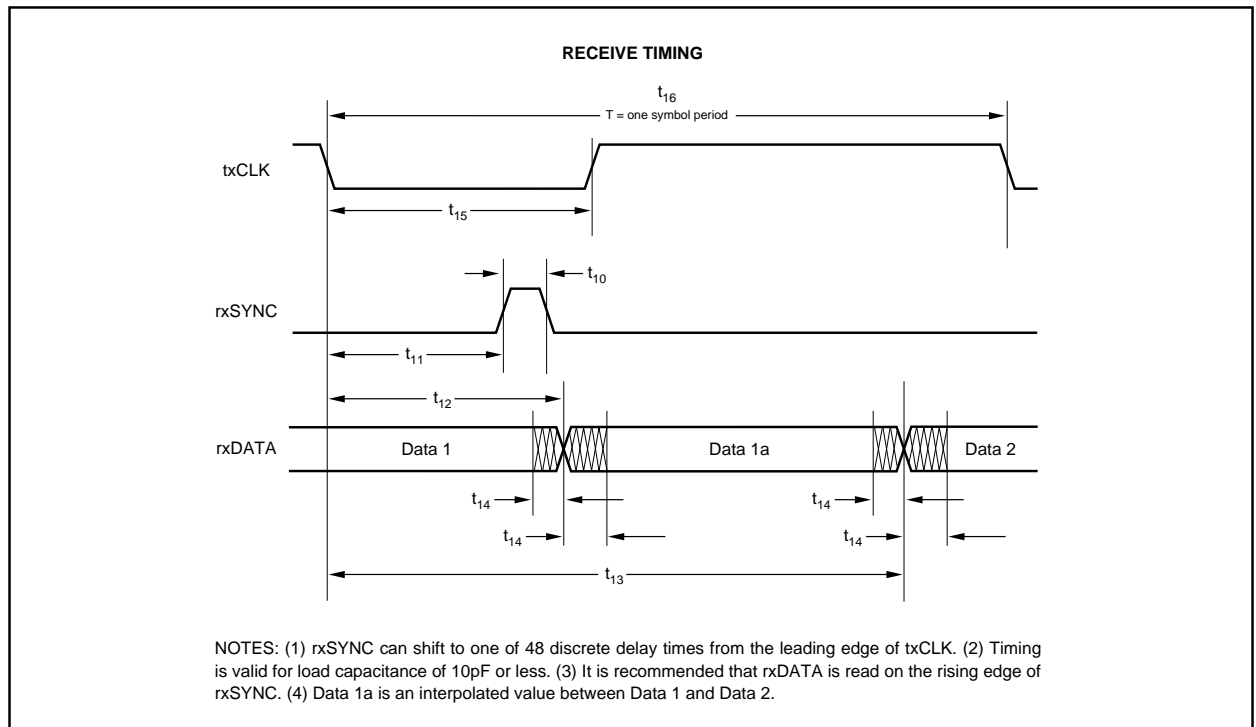 RECEIVE TIMING
t16
T = one symbol period
txCLK
t15
t10
rxSYNC
t11
t12
rxDATA
Data 1
Data 1a
Data 2
t14
t14
t14
t14
t13
NOTES: (1) rxSYNC can shift to one of 48 discrete delay times from the leading edge of txCLK. (2) Timing
is valid for load capacitance of 10pF or less. (3) It is recommended that rxDATA is read on the rising edge of
rxSYNC. (4) Data 1a is an interpolated value between Data 1 and Data 2.